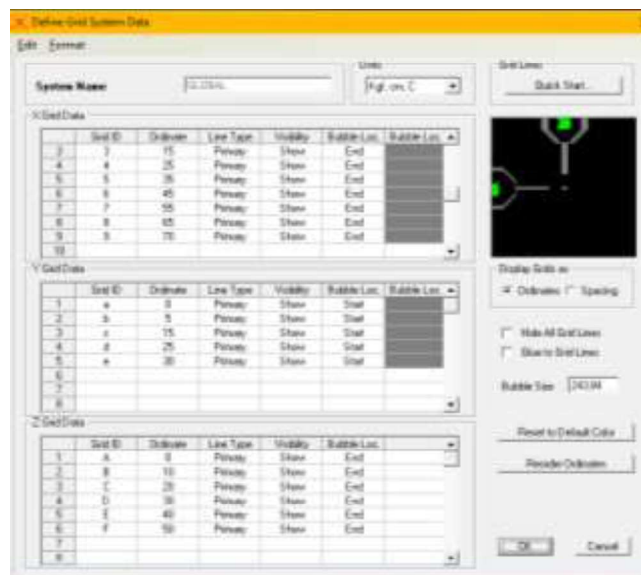 Define Grid System Data
Edit Format
System Name GLOBAL
Units
Kgf, cm, C
Grid Lines
Quick Start...
X Grid Data
Grid ID Ordinate Line Type Visibility Bubble Loc. Bubble Loc.
3 3 15 Primary Show End
4 4 25 Primary Show End
5 5 35 Primary Show End
6 6 45 Primary Show End
7 7 55 Primary Show End
8 8 65 Primary Show End
9 9 70 Primary Show End
10
Y Grid Data
Grid ID Ordinate Line Type Visibility Bubble Loc. Bubble Loc.
1 a 0 Primary Show Start
2 b 5 Primary Show Start
3 c 15 Primary Show Start
4 d 25 Primary Show Start
5 e 30 Primary Show Start
6
7
8
Display Grids as
Ordinates Spacing
Hide All Grid Lines
Glue to Grid Lines
Bubble Size 243.84
Z Grid Data
Grid ID Ordinate Line Type Visibility Bubble Loc.
1 A 0 Primary Show End
2 B 10 Primary Show End
3 C 20 Primary Show End
4 D 30 Primary Show End
5 E 40 Primary Show End
6 F 50 Primary Show End
7
8
Reset to Default Color
Reorder Ordinates
OK Cancel